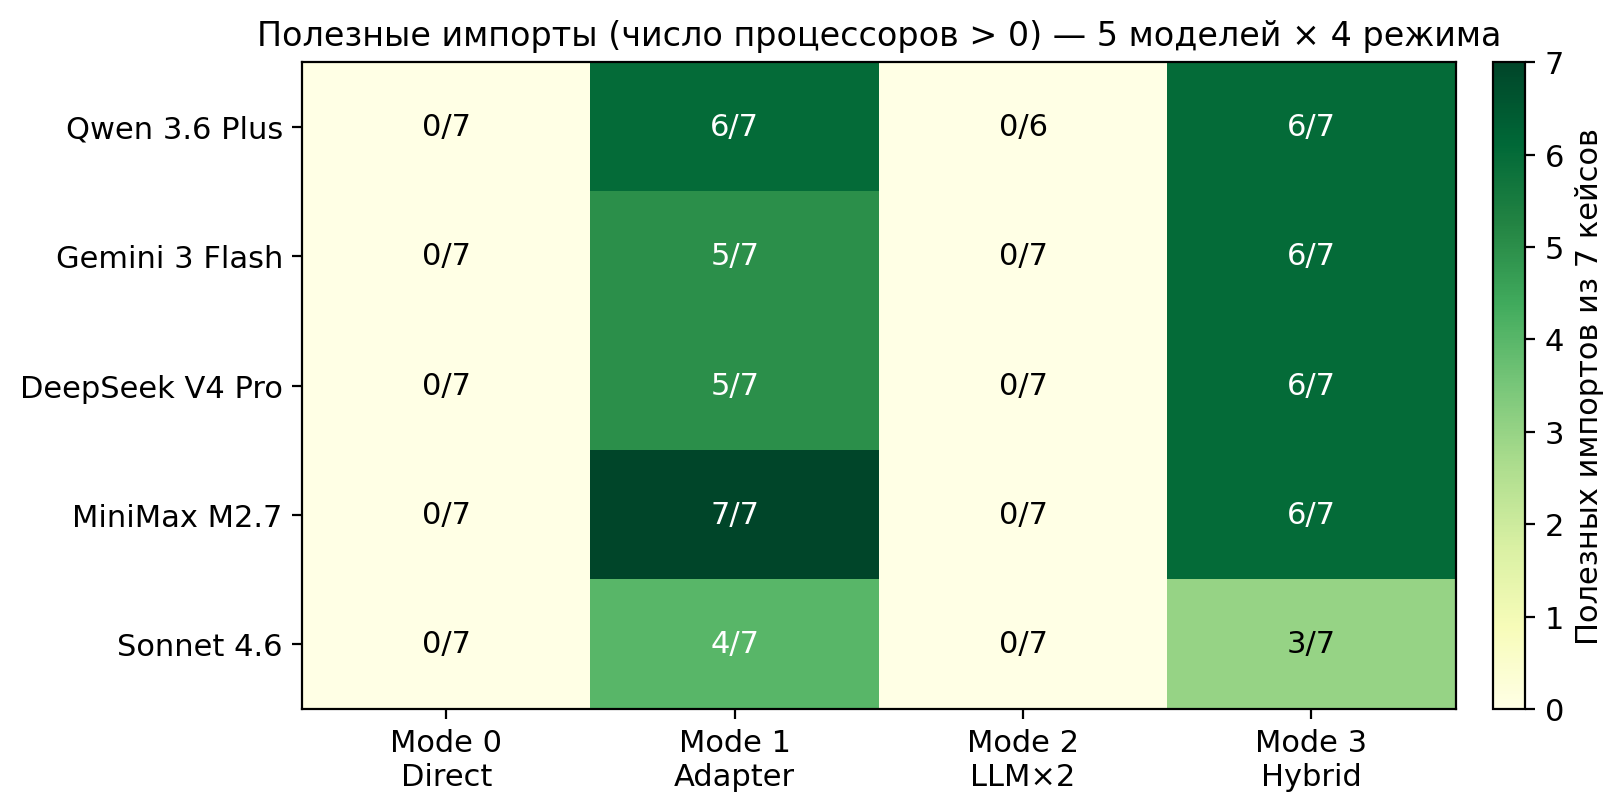 Полезные импорты (число процессоров > 0) — 5 моделей × 4 режима
Qwen 3.6 Plus 0/7 6/7 0/6 6/7
Gemini 3 Flash 0/7 5/7 0/7 6/7
DeepSeek V4 Pro 0/7 5/7 0/7 6/7
MiniMax M2.7 0/7 7/7 0/7 6/7
Sonnet 4.6 0/7 4/7 0/7 3/7
Mode 0 Mode 1 Mode 2 Mode 3
Direct Adapter LLM×2 Hybrid
7
6
5
4
3
2
1
0
Полезных импортов из 7 кейсов